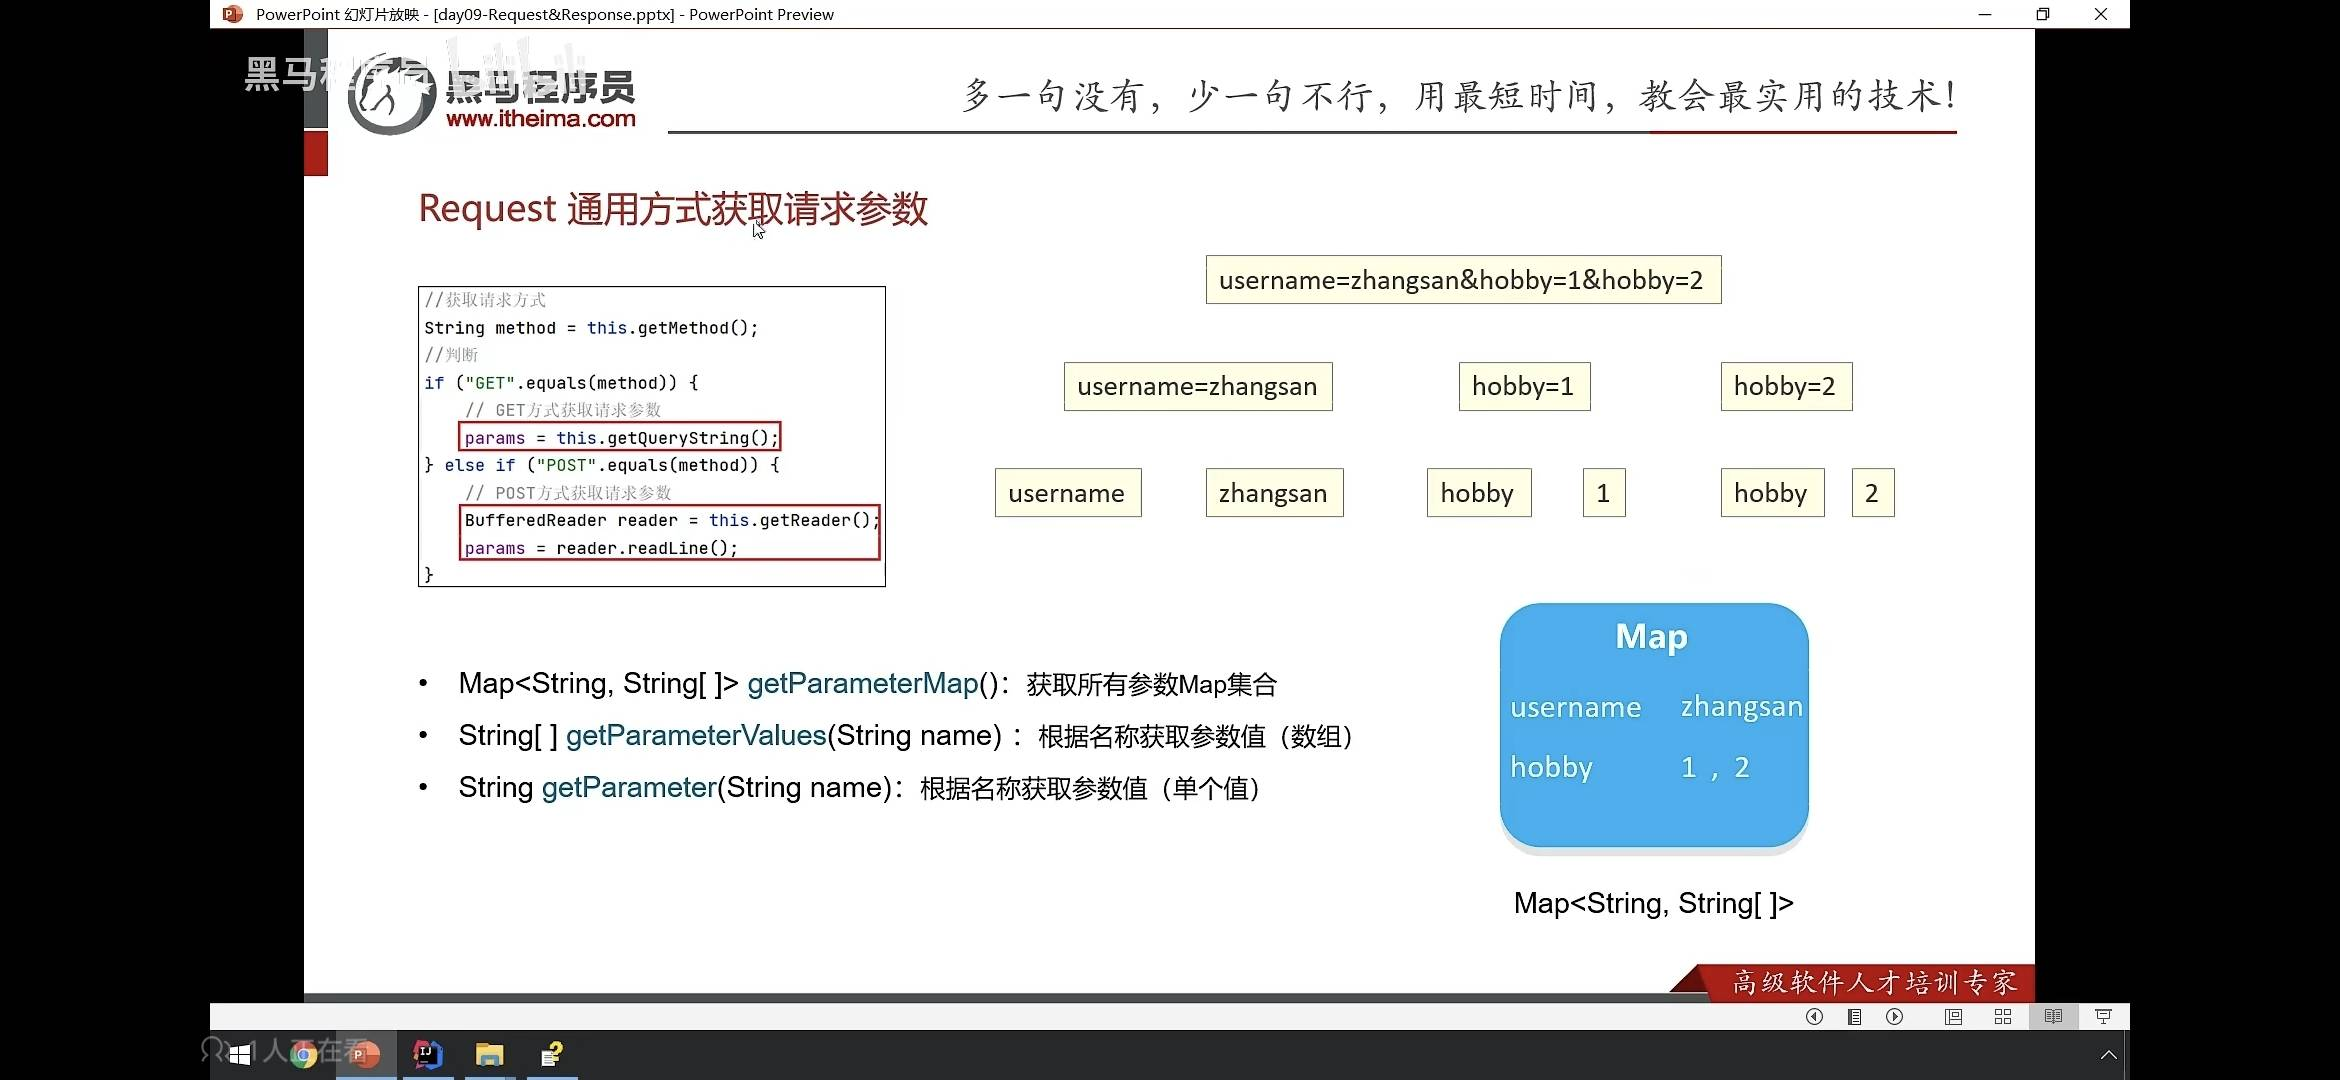 PowerPoint 幻灯片放映 - [day09-Request&Response.pptx] - PowerPoint Preview
黑马程序员
www.itheima.com
多一句没有，少一句不行，用最短时间，教会最实用的技术！
Request 通用方式获取请求参数
//获取请求方式
String method = this.getMethod();
//判断
if ("GET".equals(method)) {
// GET方式获取请求参数
params = this.getQueryString();
} else if ("POST".equals(method)) {
// POST方式获取请求参数
BufferedReader reader = this.getReader();
params = reader.readLine();
}
username=zhangsan&hobby=1&hobby=2
username=zhangsan hobby=1 hobby=2
username zhangsan hobby 1 hobby 2
• Map<String, String[ ]> getParameterMap()：获取所有参数Map集合
• String[ ] getParameterValues(String name) ：根据名称获取参数值（数组）
• String getParameter(String name)：根据名称获取参数值（单个值）
Map
username zhangsan
hobby 1 , 2
Map<String, String[ ]>
高级软件人才培训专家
1人正在看